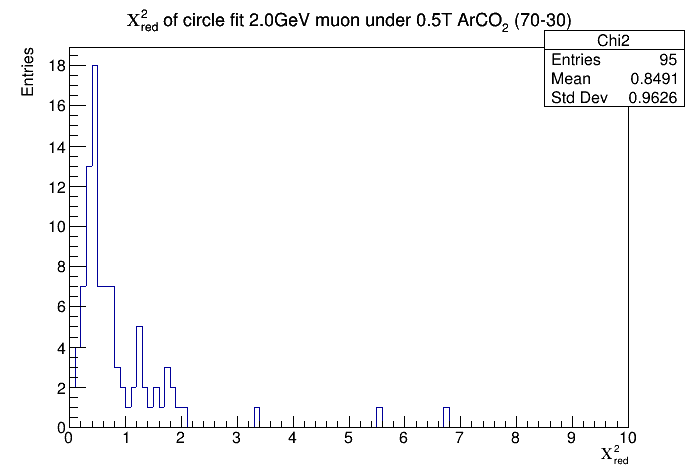 χ²red of circle fit 2.0GeV muon under 0.5T ArCO₂ (70-30)
Chi2
Entries 95
Mean 0.8491
Std Dev 0.9626
Entries
18
16
14
12
10
8
6
4
2
0
0 1 2 3 4 5 6 7 8 9 10
χ²red